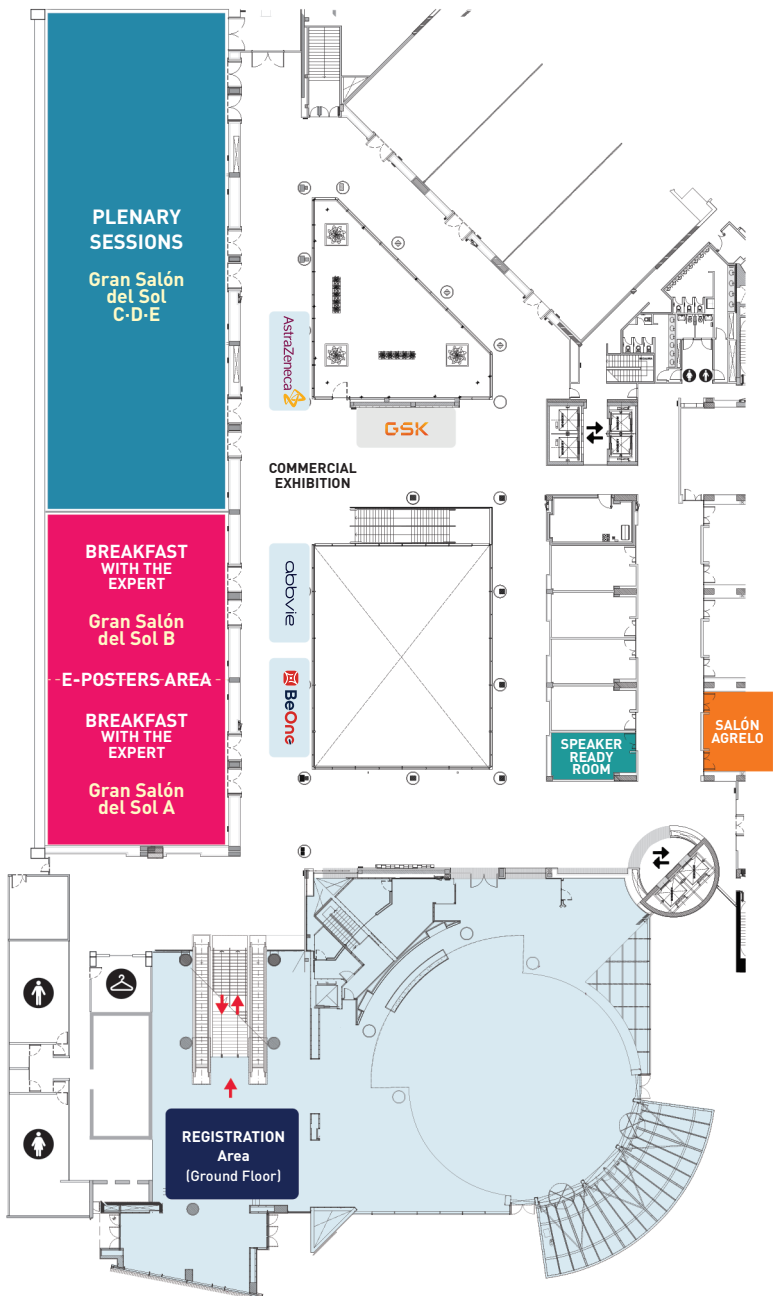 PLENARY
SESSIONS
Gran Salón
del Sol
C·D·E
AstraZeneca
GSK
COMMERCIAL
EXHIBITION
BREAKFAST
WITH THE
EXPERT
Gran Salón
del Sol B
E-POSTERS AREA
BREAKFAST
WITH THE
EXPERT
Gran Salón
del Sol A
abbvie
BeOne
SPEAKER
READY
ROOM
SALÓN
AGRELO
REGISTRATION
Area
(Ground Floor)